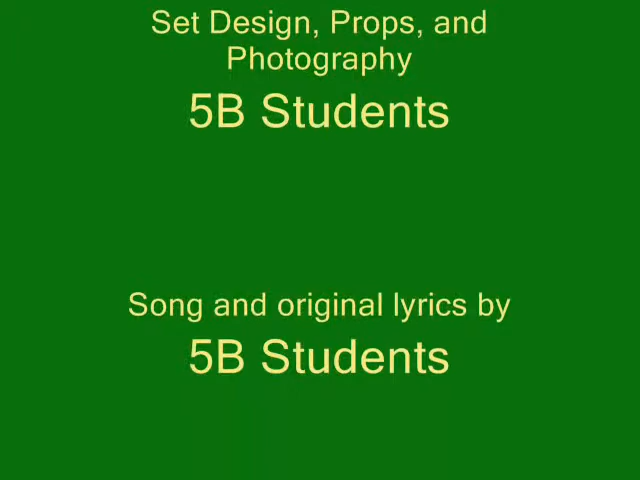 Set Design, Props, and
Photography
5B Students
Song and original lyrics by
5B Students